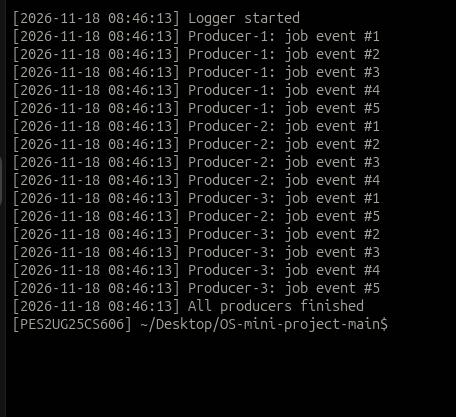 [2026-11-18 08:46:13] Logger started
[2026-11-18 08:46:13] Producer-1: job event #1
[2026-11-18 08:46:13] Producer-1: job event #2
[2026-11-18 08:46:13] Producer-1: job event #3
[2026-11-18 08:46:13] Producer-1: job event #4
[2026-11-18 08:46:13] Producer-1: job event #5
[2026-11-18 08:46:13] Producer-2: job event #1
[2026-11-18 08:46:13] Producer-2: job event #2
[2026-11-18 08:46:13] Producer-2: job event #3
[2026-11-18 08:46:13] Producer-2: job event #4
[2026-11-18 08:46:13] Producer-3: job event #1
[2026-11-18 08:46:13] Producer-2: job event #5
[2026-11-18 08:46:13] Producer-3: job event #2
[2026-11-18 08:46:13] Producer-3: job event #3
[2026-11-18 08:46:13] Producer-3: job event #4
[2026-11-18 08:46:13] Producer-3: job event #5
[2026-11-18 08:46:13] All producers finished
[PES2UG25CS606] ~/Desktop/OS-mini-project-main$